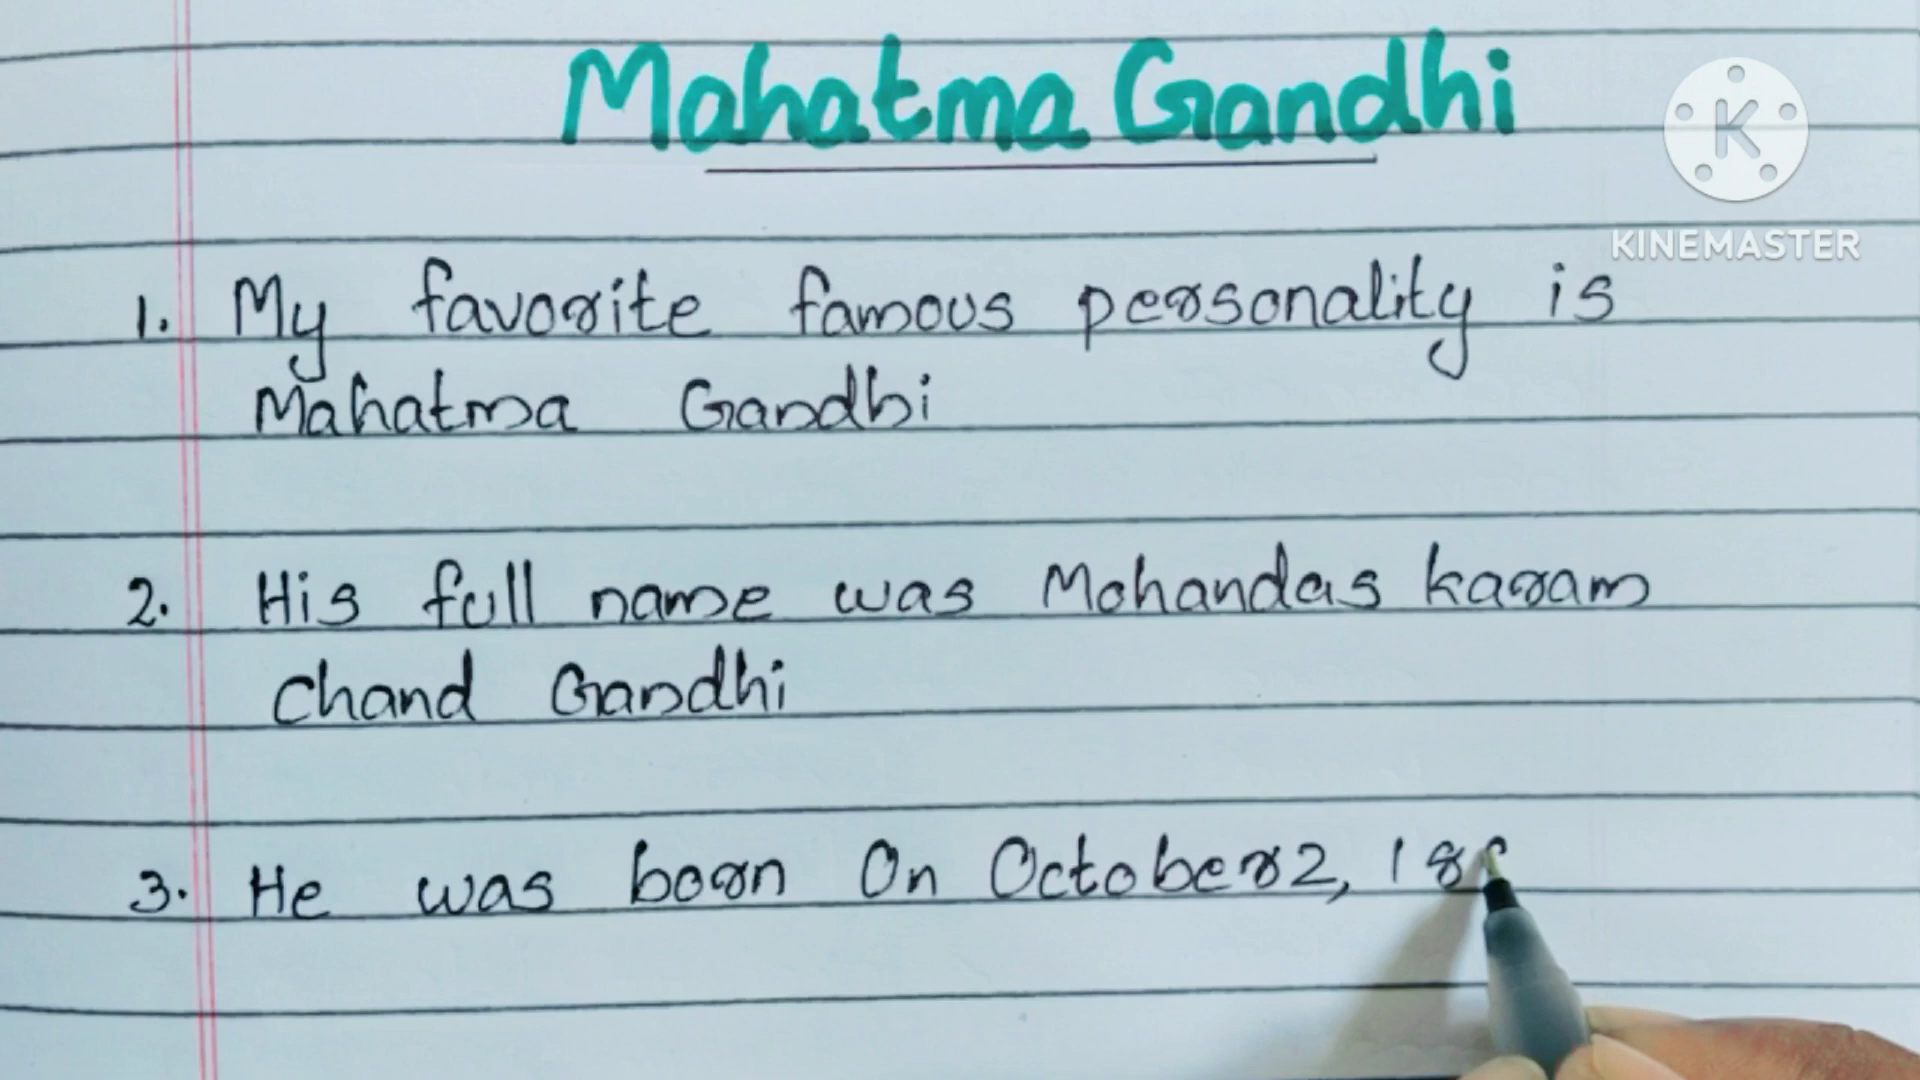 Mahatma Gandhi
K
KINEMASTER
1. My favorite famous personality is
Mahatma Gandhi
2. His full name was Mohandas karam
Chand Gandhi
3. He was born On October 2, 18